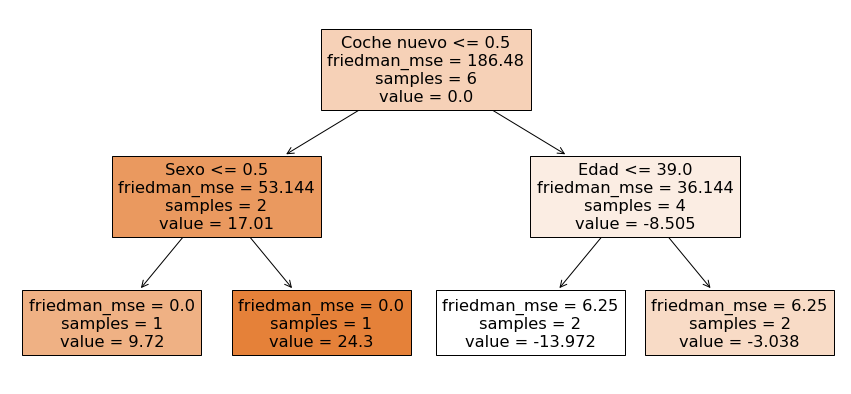 Coche nuevo <= 0.5
friedman_mse = 186.48
samples = 6
value = 0.0
Sexo <= 0.5
friedman_mse = 53.144
samples = 2
value = 17.01
Edad <= 39.0
friedman_mse = 36.144
samples = 4
value = -8.505
friedman_mse = 0.0
samples = 1
value = 9.72
friedman_mse = 0.0
samples = 1
value = 24.3
friedman_mse = 6.25
samples = 2
value = -13.972
friedman_mse = 6.25
samples = 2
value = -3.038